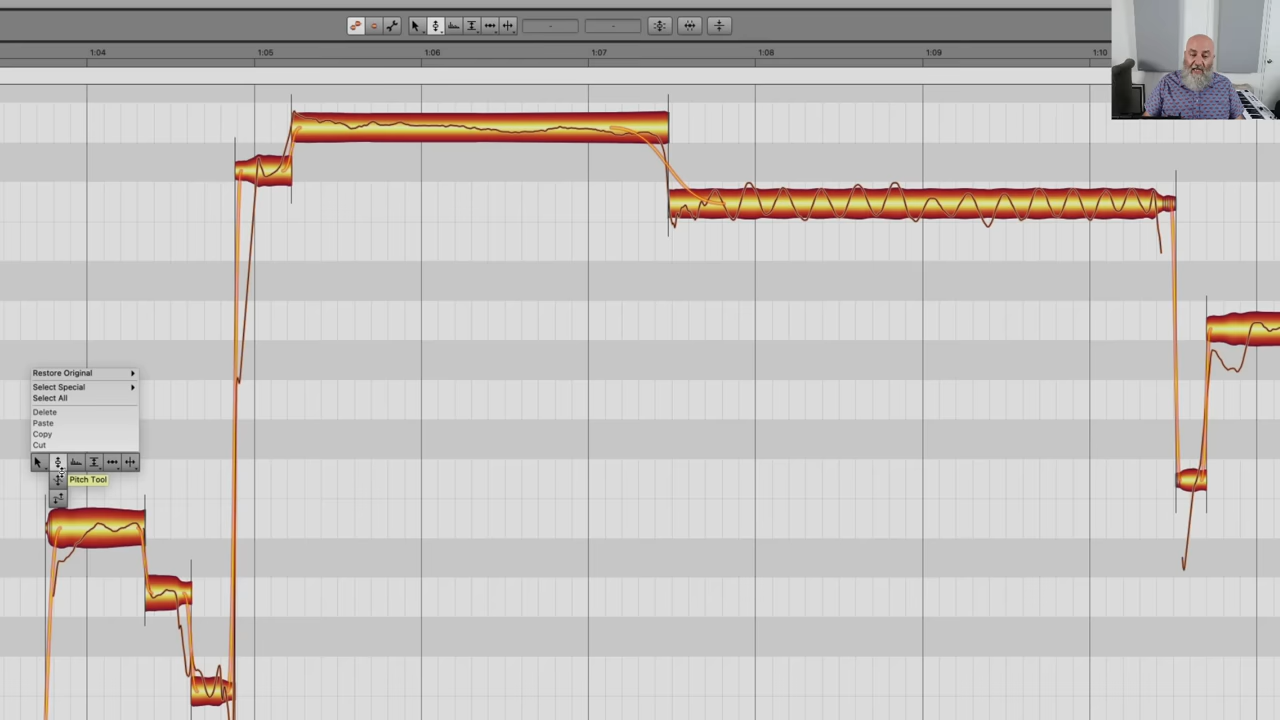 - -
1:04 1:05 1:06 1:07 1:08 1:09 1:10
Restore Original
Select Special
Select All
Delete
Paste
Copy
Cut
Pitch Tool